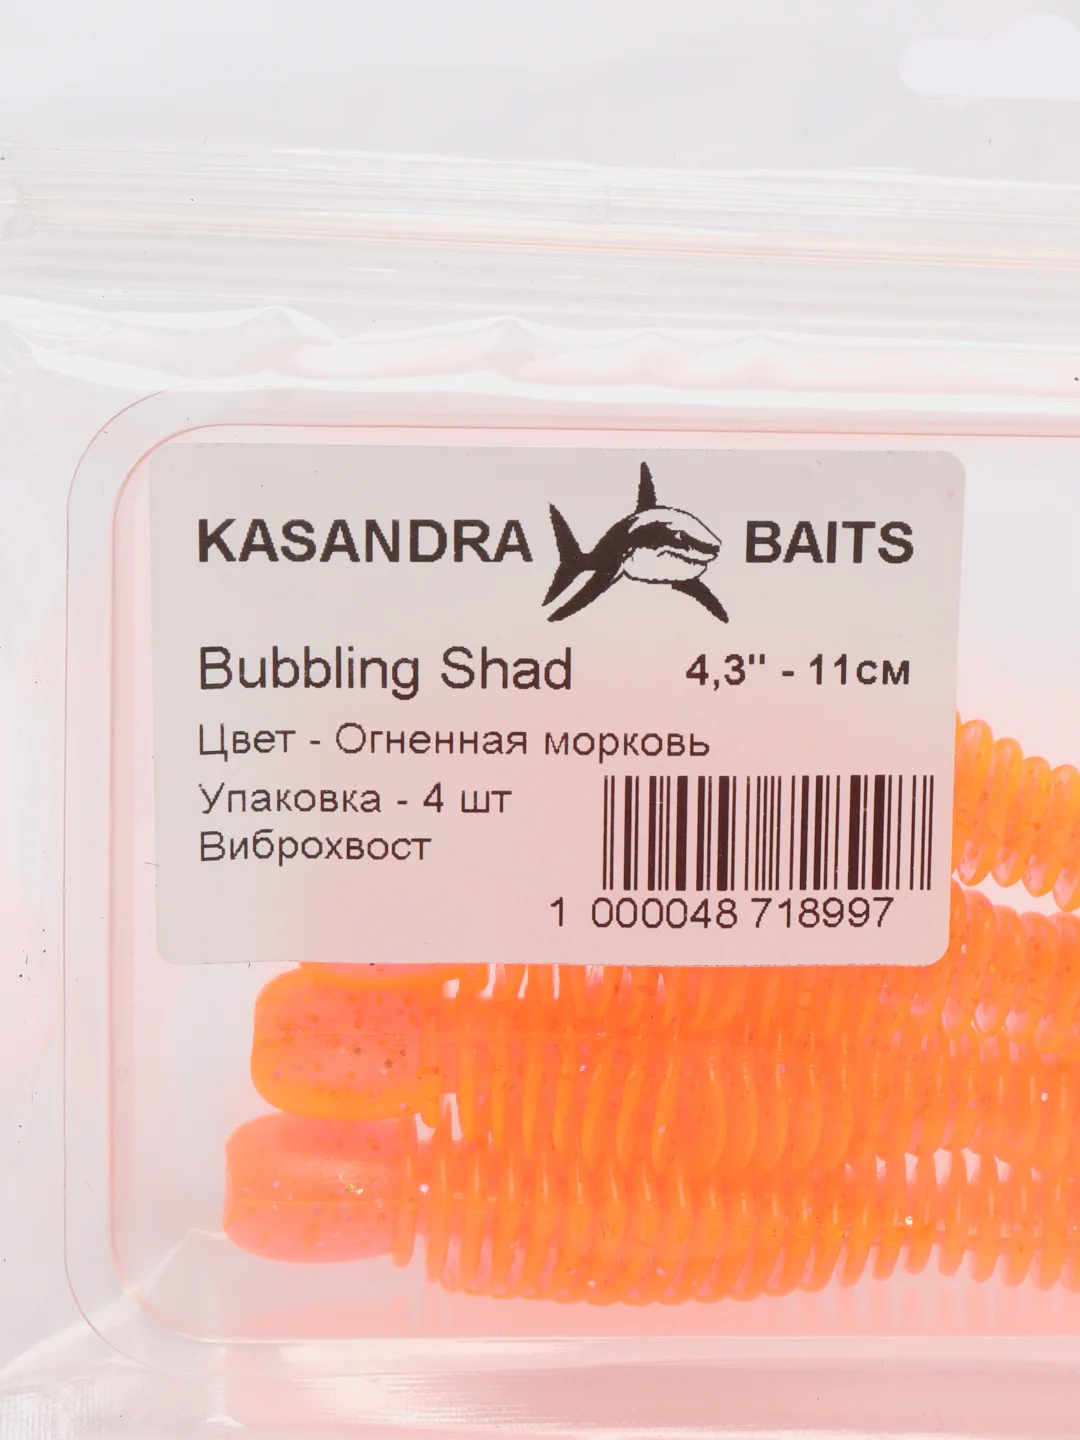 KASANDRA BAITS
Bubbling Shad 4,3" - 11см
Цвет - Огненная морковь
Упаковка - 4 шт
Виброхвост
1 000048 718997